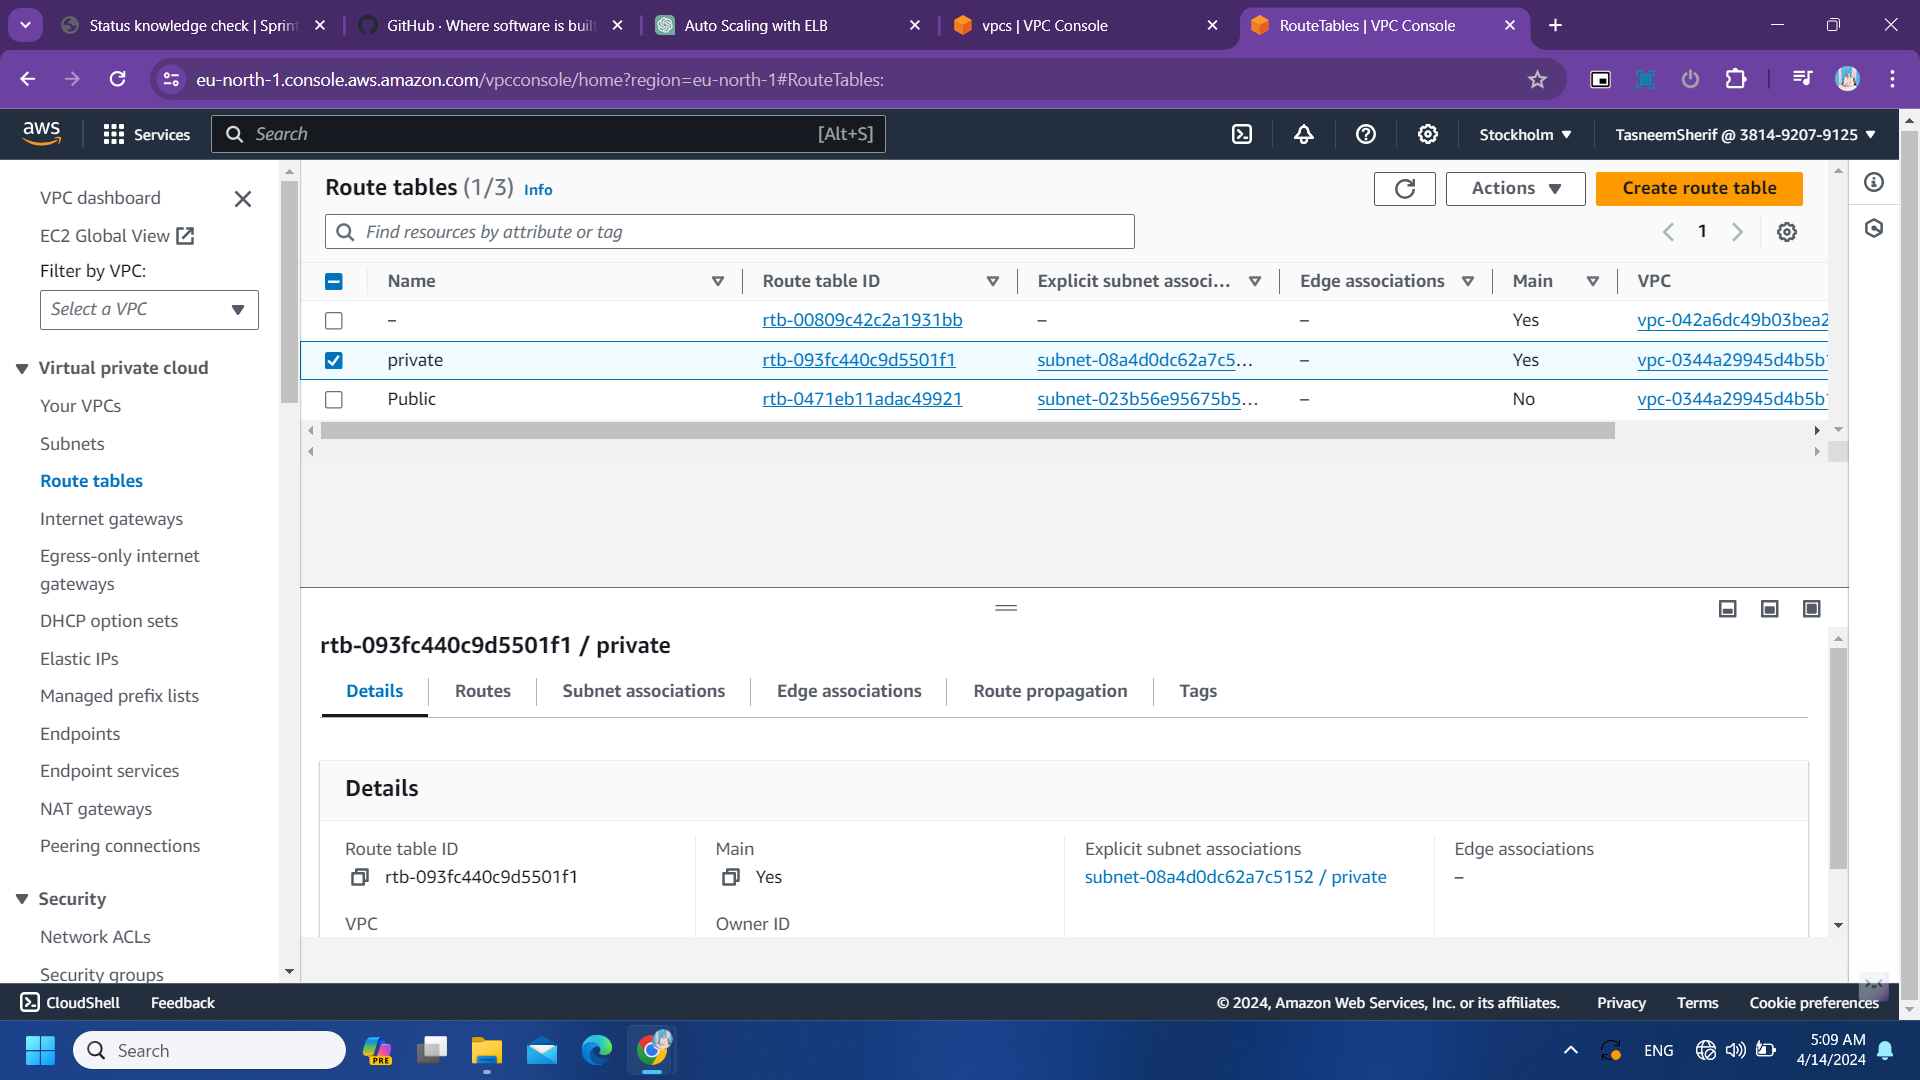 Status knowledge check | Sprint
GitHub · Where software is built
Auto Scaling with ELB
vpcs | VPC Console
RouteTables | VPC Console
eu-north-1.console.aws.amazon.com/vpcconsole/home?region=eu-north-1#RouteTables:
aws
Services
Search
[Alt+S]
Stockholm
TasneemSherif @ 3814-9207-9125
VPC dashboard
EC2 Global View
Filter by VPC:
Select a VPC
Virtual private cloud
Your VPCs
Subnets
Route tables
Internet gateways
Egress-only internet
gateways
DHCP option sets
Elastic IPs
Managed prefix lists
Endpoints
Endpoint services
NAT gateways
Peering connections
Security
Network ACLs
Security groups
Route tables (1/3) Info
Actions
Create route table
Find resources by attribute or tag
1
Name Route table ID Explicit subnet associ... Edge associations Main VPC
– rtb-00809c42c2a1931bb – – Yes vpc-042a6dc49b03bea2
private rtb-093fc440c9d5501f1 subnet-08a4d0dc62a7c5... – Yes vpc-0344a29945d4b5b
Public rtb-0471eb11adac49921 subnet-023b56e95675b5... – No vpc-0344a29945d4b5b
rtb-093fc440c9d5501f1 / private
Details Routes Subnet associations Edge associations Route propagation Tags
Details
Route table ID
rtb-093fc440c9d5501f1
Main
Yes
Explicit subnet associations
subnet-08a4d0dc62a7c5152 / private
Edge associations
–
VPC
Owner ID
CloudShell Feedback
© 2024, Amazon Web Services, Inc. or its affiliates. Privacy Terms Cookie preferences
Search
PRE
ENG
5:09 AM
4/14/2024